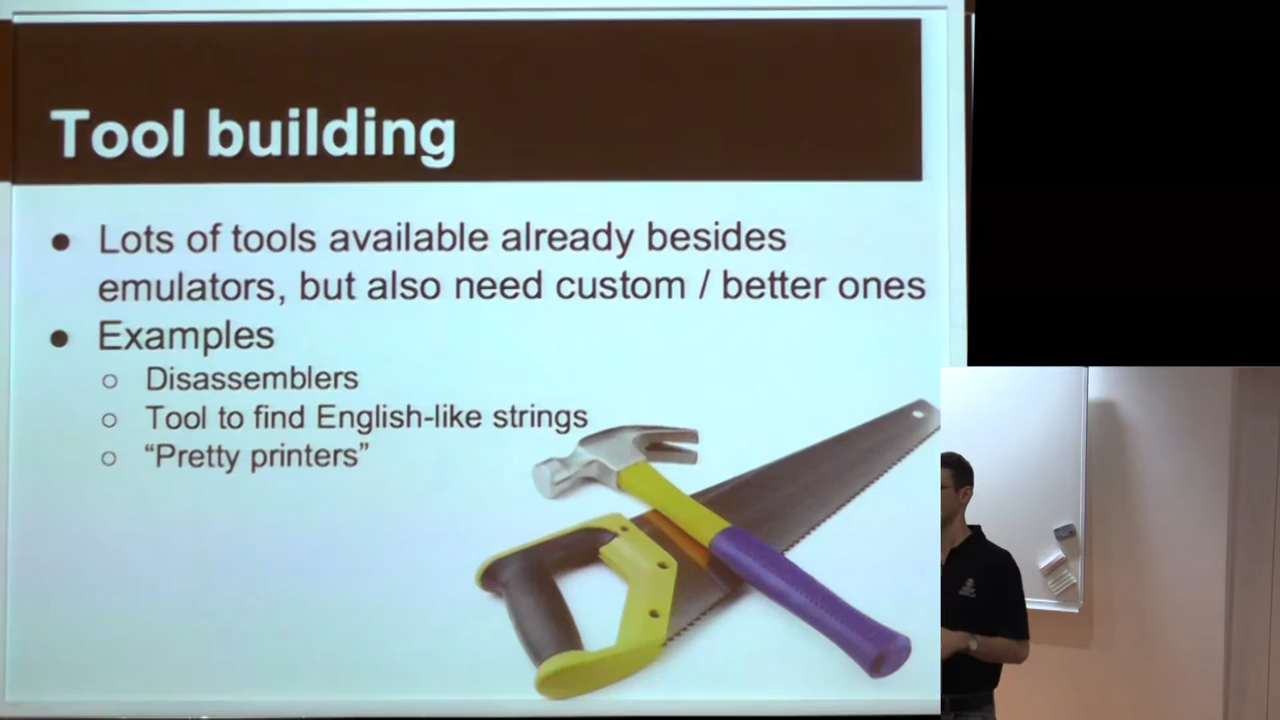 Tool building
● Lots of tools available already besides
emulators, but also need custom / better ones
● Examples
○ Disassemblers
○ Tool to find English-like strings
○ “Pretty printers”